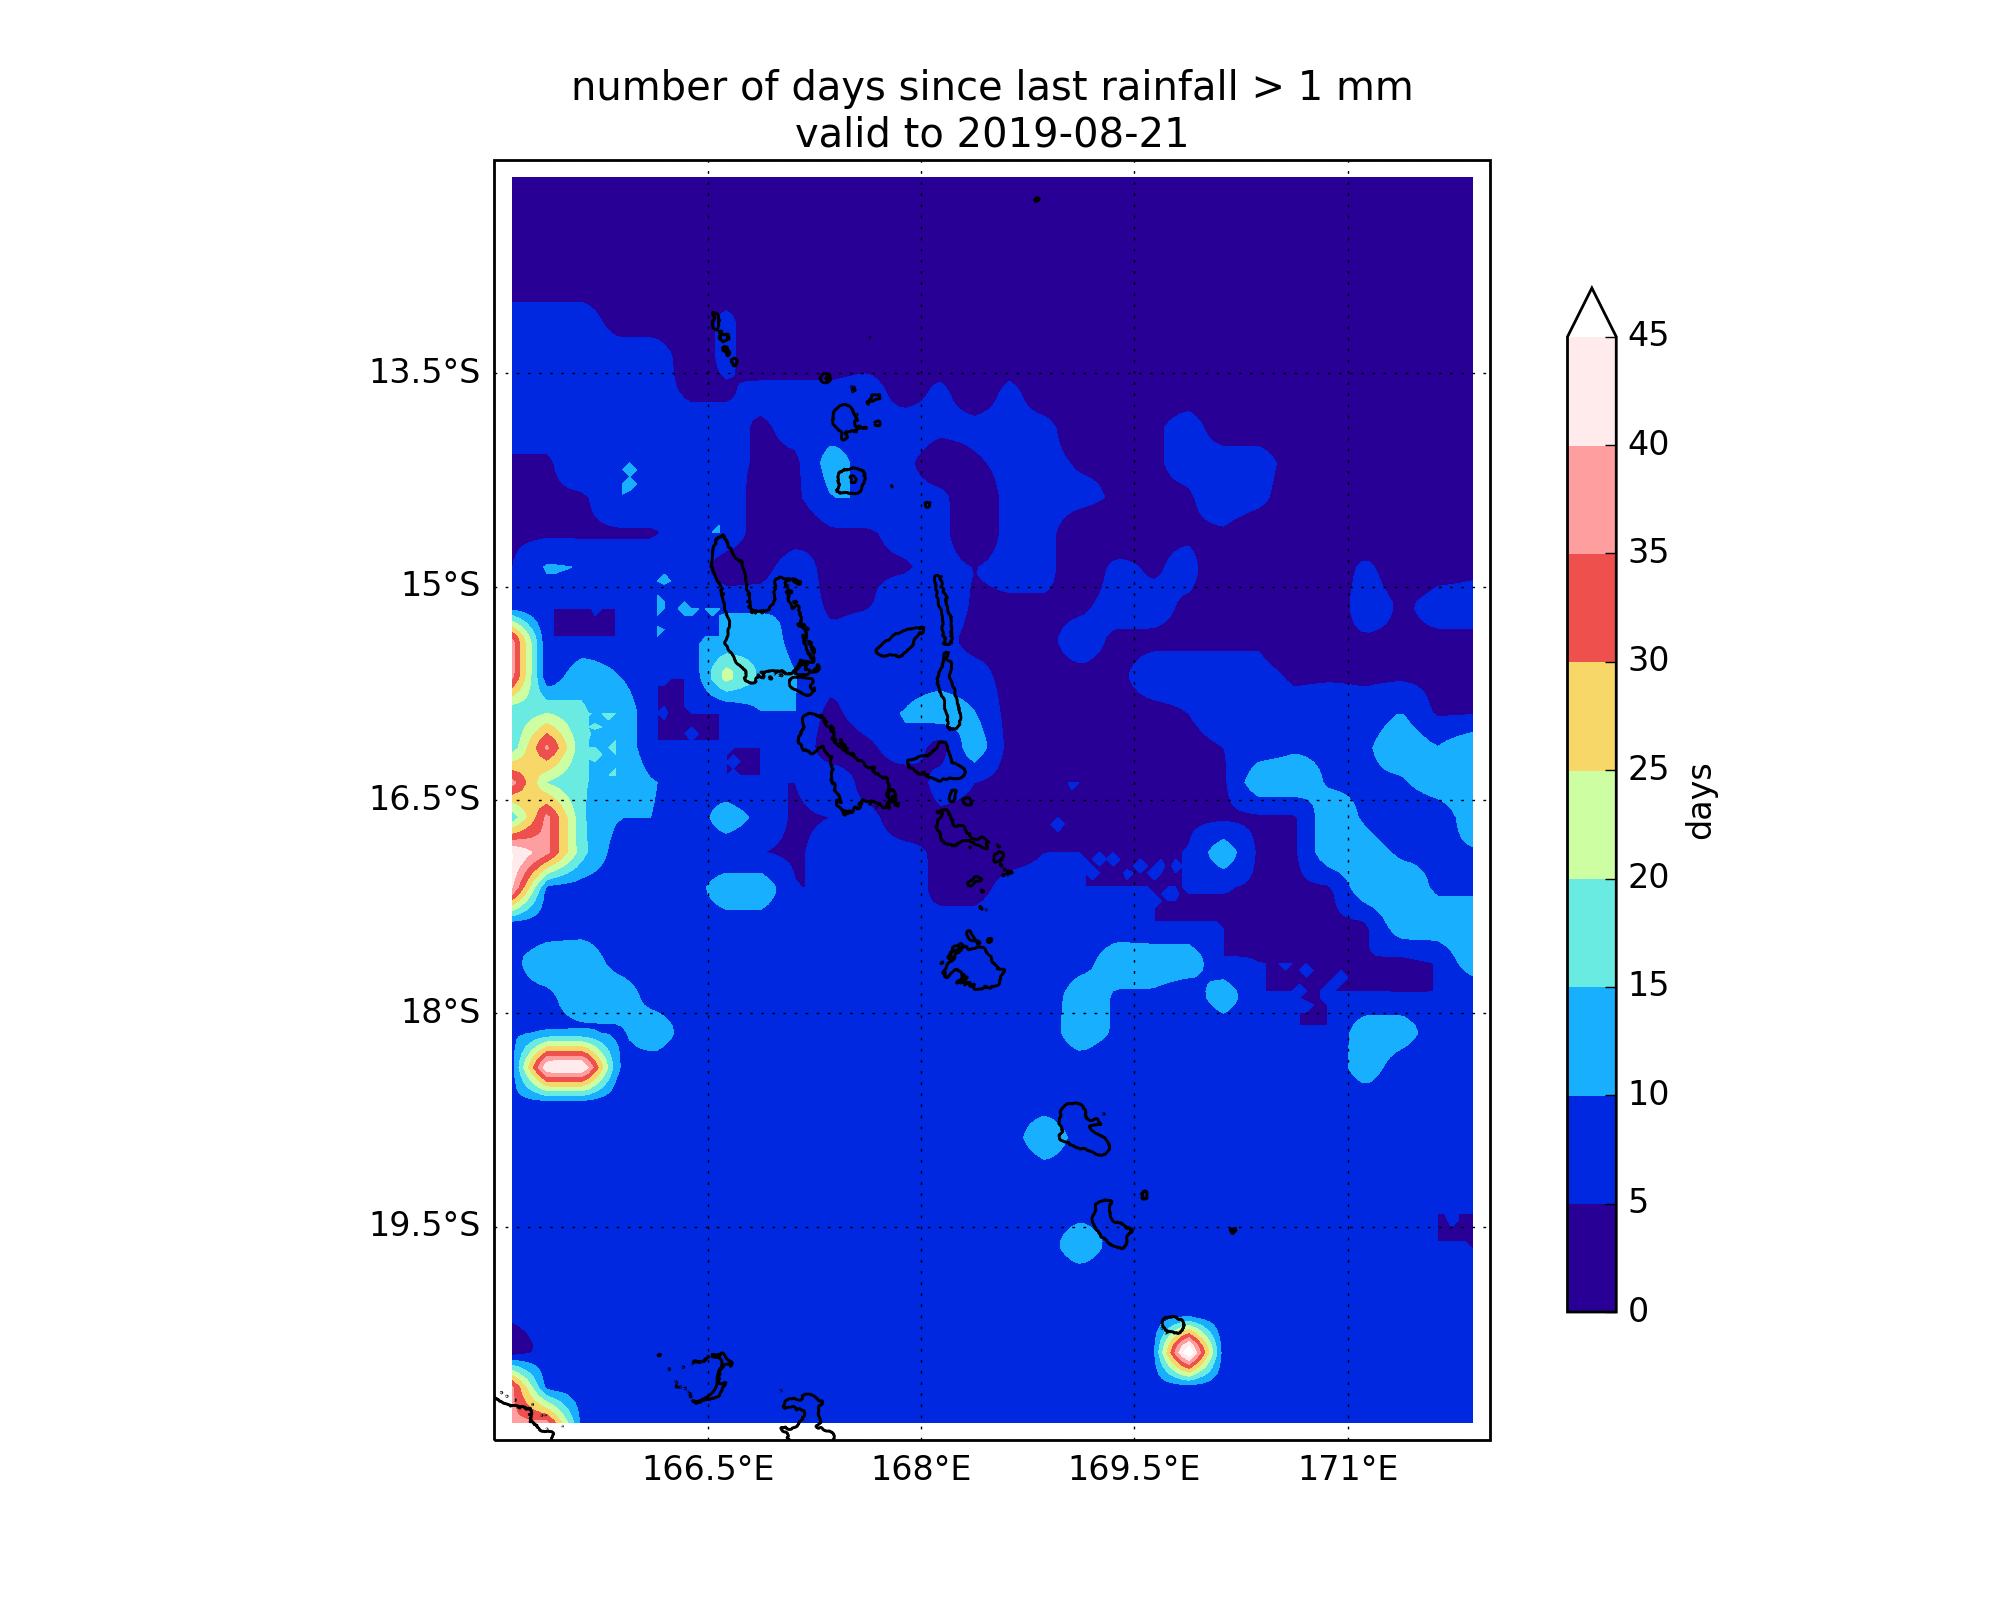 number of days since last rainfall > 1 mm
valid to 2019-08-21
13.5°S
15°S
16.5°S
18°S
19.5°S
166.5°E
168°E
169.5°E
171°E
45
40
35
30
25
20
15
10
5
0
days